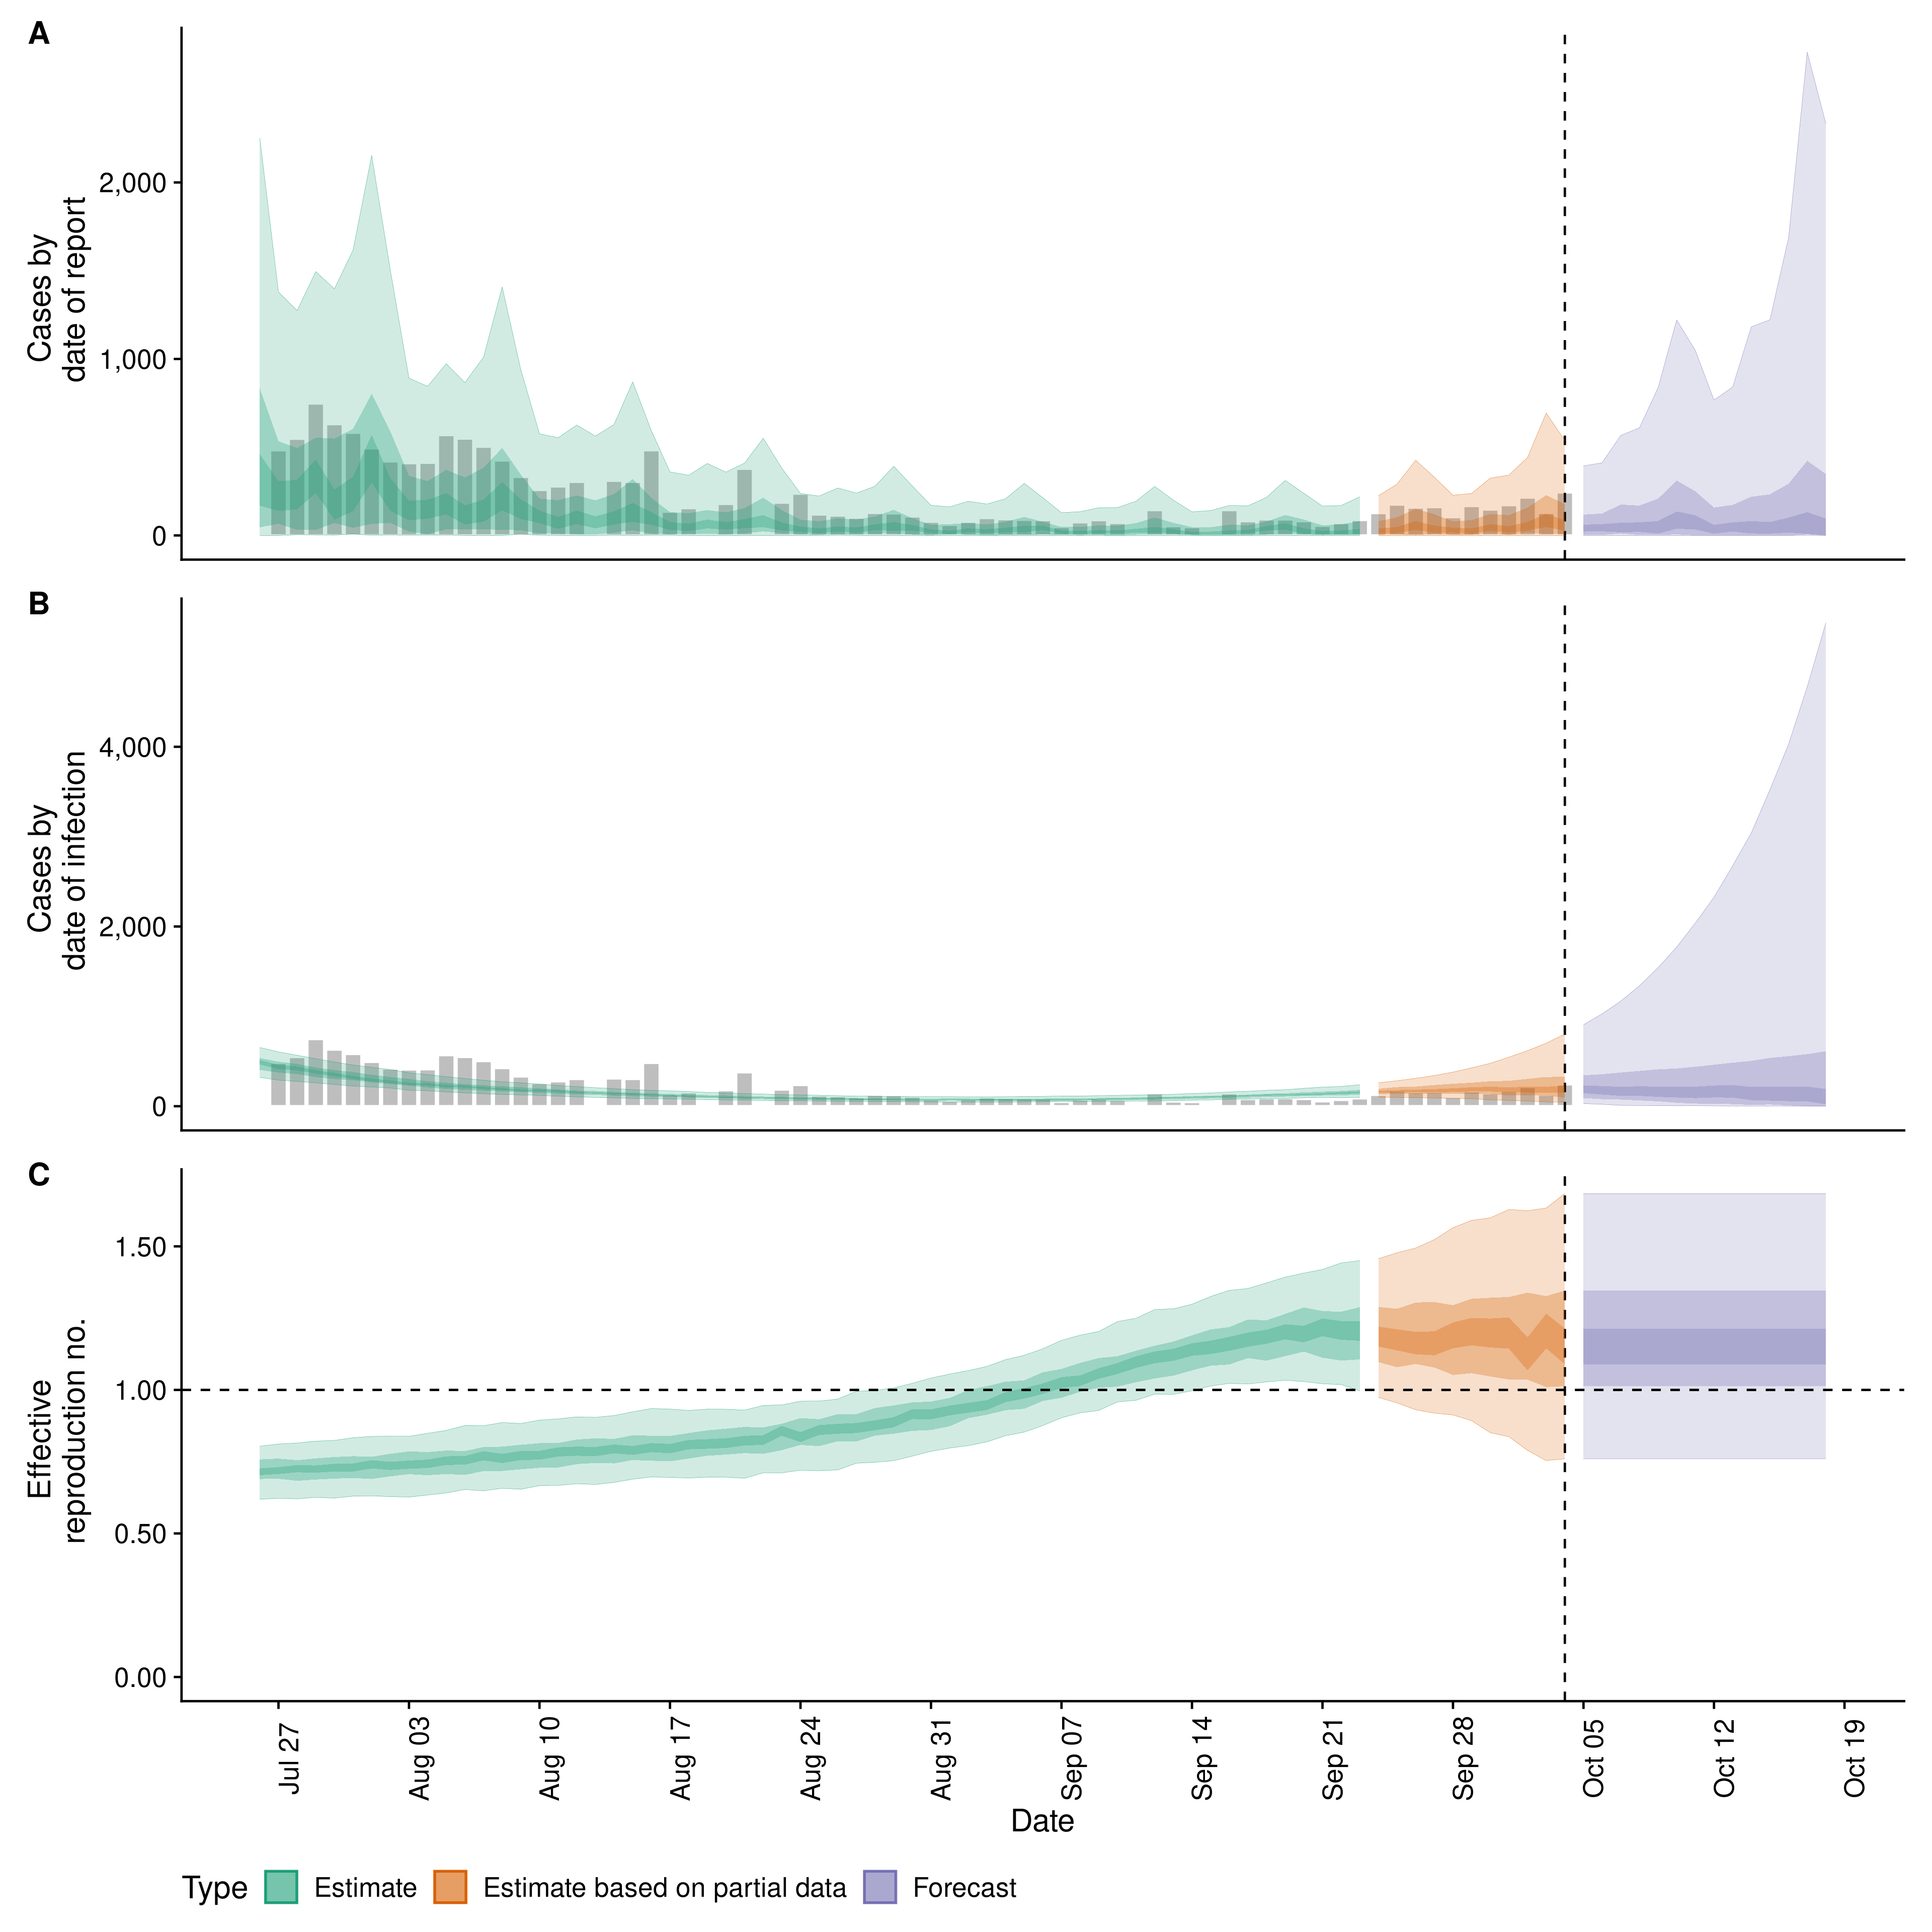 A
Cases by
date of report
2,000
1,000
0
B
Cases by
date of infection
4,000
2,000
0
C
Effective
reproduction no.
1.50
1.00
0.50
0.00
Jul 27
Aug 03
Aug 10
Aug 17
Aug 24
Aug 31
Sep 07
Sep 14
Sep 21
Sep 28
Oct 05
Oct 12
Oct 19
Date
Type Estimate Estimate based on partial data Forecast